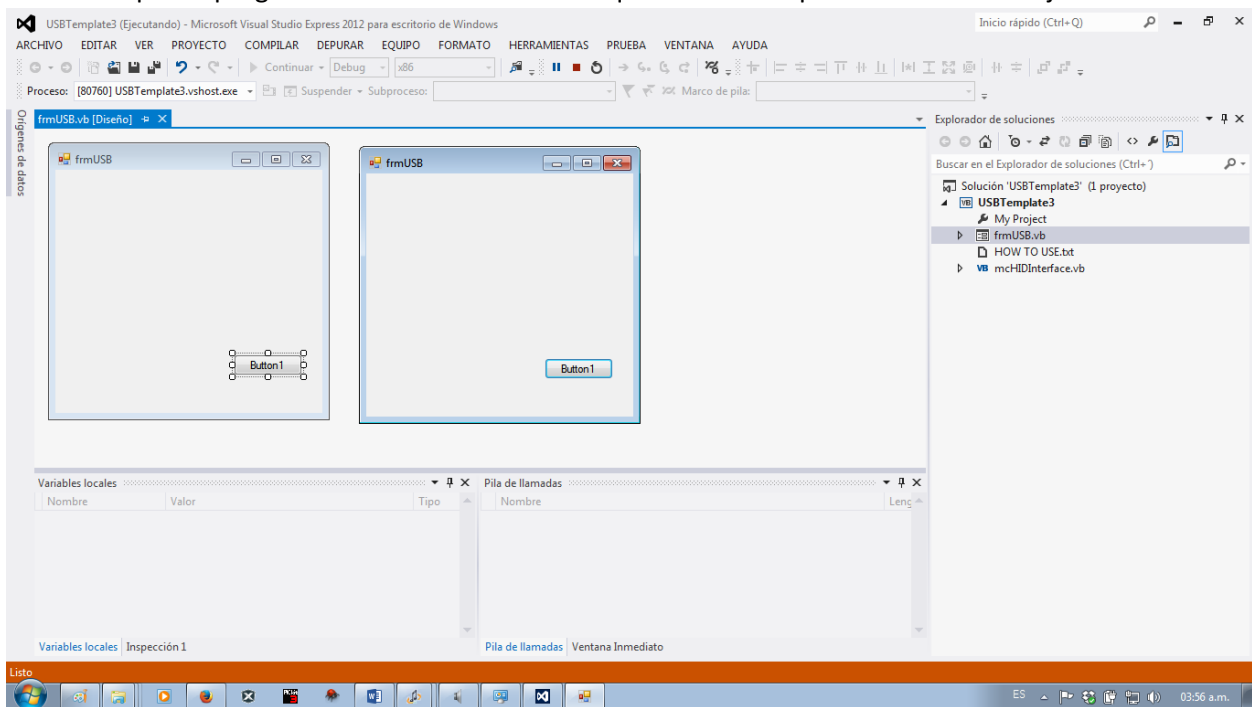 USBTemplate3 (Ejecutando) - Microsoft Visual Studio Express 2012 para escritorio de Windows
Inicio rápido (Ctrl+Q)
ARCHIVO EDITAR VER PROYECTO COMPILAR DEPURAR EQUIPO FORMATO HERRAMIENTAS PRUEBA VENTANA AYUDA
Continuar Debug x86
Proceso: [80760] USBTemplate3.vshost.exe Suspender Subproceso: Marco de pila:
Orígenes de datos
frmUSB.vb [Diseño]
frmUSB
Button1
frmUSB
Button1
Explorador de soluciones
Buscar en el Explorador de soluciones (Ctrl+´)
Solución 'USBTemplate3' (1 proyecto)
USBTemplate3
My Project
frmUSB.vb
HOW TO USE.txt
mcHIDInterface.vb
Variables locales
Nombre Valor Tipo
Variables locales Inspección 1
Pila de llamadas
Nombre Leng
Pila de llamadas Ventana Inmediato
Listo
ES 03:56 a.m.